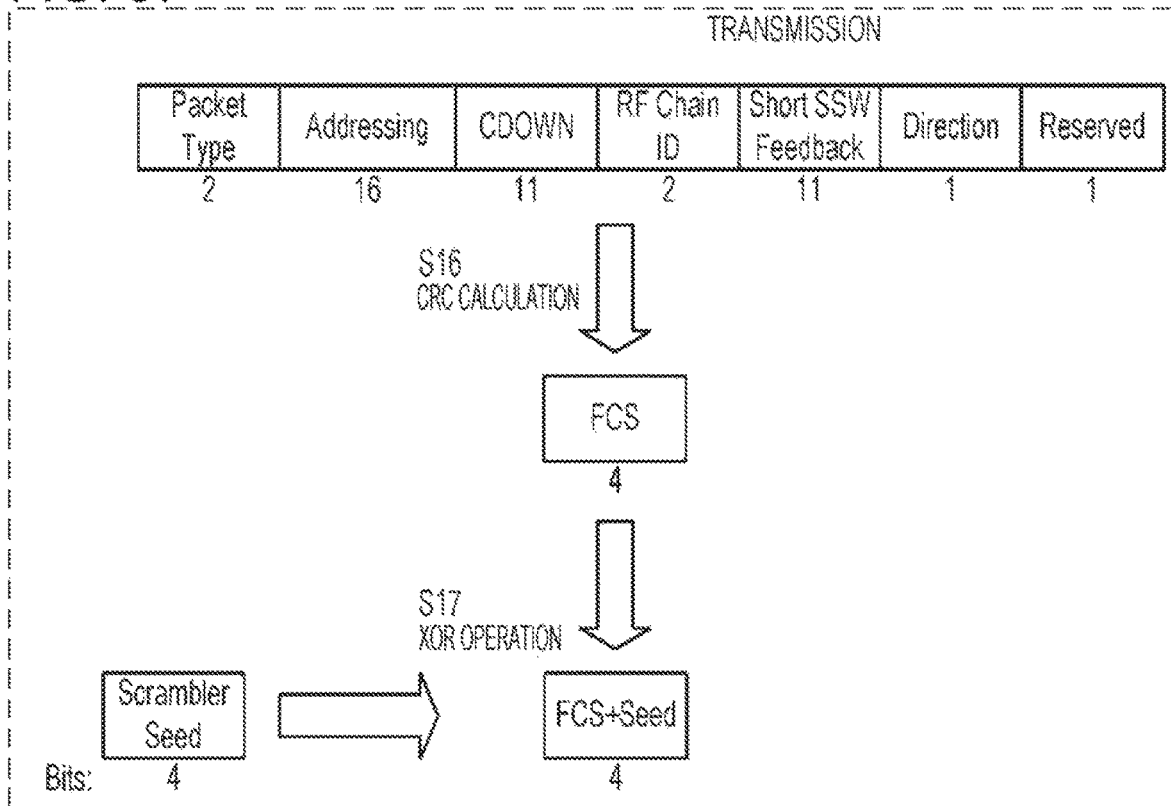 TRANSMISSION
Packet Type
Addressing
CDOWN
RF Chain ID
Short SSW Feedback
Direction
Reserved
2 16 11 2 11 1 1
S16
CRC CALCULATION
FCS
4
S17
XOR OPERATION
Scrambler Seed
FCS+Seed
Bits: 4 4